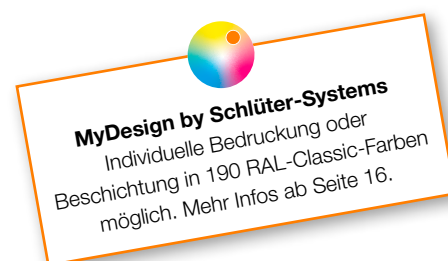 MyDesign by Schlüter-Systems
Individuelle Bedruckung oder
Beschichtung in 190 RAL-Classic-Farben
möglich. Mehr Infos ab Seite 16.